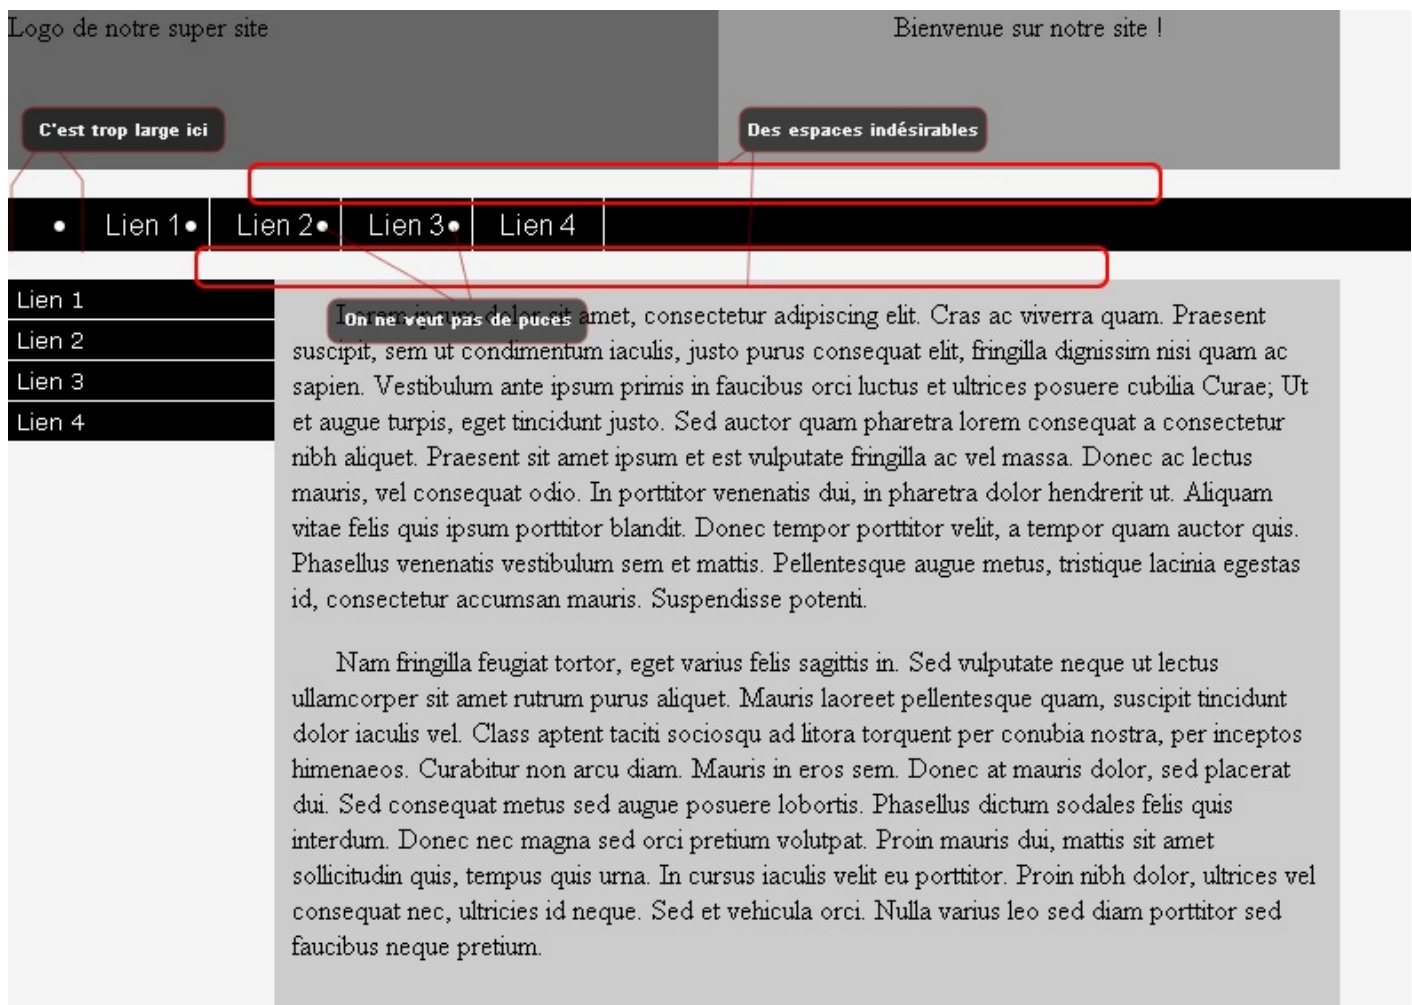 Logo de notre super site
Bienvenue sur notre site !
C'est trop large ici
Des espaces indésirables
• Lien 1 • Lien 2 • Lien 3 • Lien 4
Lien 1
Lien 2
Lien 3
Lien 4
On ne veut pas de puces
Lorem ipsum dolor sit amet, consectetur adipiscing elit. Cras ac viverra quam. Praesent
suscipit, sem ut condimentum iaculis, justo purus consequat elit, fringilla dignissim nisi quam ac
sapien. Vestibulum ante ipsum primis in faucibus orci luctus et ultrices posuere cubilia Curae; Ut
et augue turpis, eget tincidunt justo. Sed auctor quam pharetra lorem consequat a consectetur
nibh aliquet. Praesent sit amet ipsum et est vulputate fringilla ac vel massa. Donec ac lectus
mauris, vel consequat odio. In porttitor venenatis dui, in pharetra dolor hendrerit ut. Aliquam
vitae felis quis ipsum porttitor blandit. Donec tempor porttitor velit, a tempor quam auctor quis.
Phasellus venenatis vestibulum sem et mattis. Pellentesque augue metus, tristique lacinia egestas
id, consectetur accumsan mauris. Suspendisse potenti.
Nam fringilla feugiat tortor, eget varius felis sagittis in. Sed vulputate neque ut lectus
ullamcorper sit amet rutrum purus aliquet. Mauris laoreet pellentesque quam, suscipit tincidunt
dolor iaculis vel. Class aptent taciti sociosqu ad litora torquent per conubia nostra, per inceptos
himenaeos. Curabitur non arcu diam. Mauris in eros sem. Donec at mauris dolor, sed placerat
dui. Sed consequat metus sed augue posuere lobortis. Phasellus dictum sodales felis quis
interdum. Donec nec magna sed orci pretium volutpat. Proin mauris dui, mattis sit amet
sollicitudin quis, tempus quis urna. In cursus iaculis velit eu porttitor. Proin nibh dolor, ultrices vel
consequat nec, ultricies id neque. Sed et vehicula orci. Nulla varius leo sed diam porttitor sed
faucibus neque pretium.